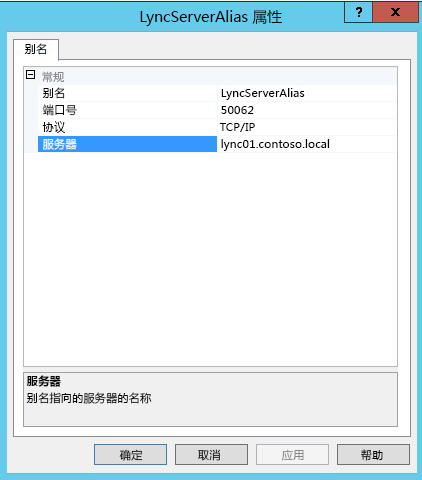 LyncServerAlias 属性
? x
别名
常规
别名 LyncServerAlias
端口号 50062
协议 TCP/IP
服务器 lync01.contoso.local
服务器
别名指向的服务器的名称
确定 取消 应用 帮助